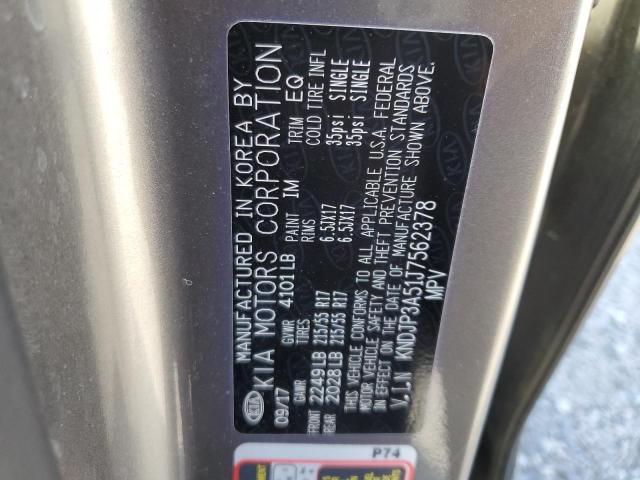 KIA
MANUFACTURED IN KOREA BY
KIA MOTORS CORPORATION
09/17 GVWR 4101LB PAINT IM TRIM EQ
GAWR TIRES RIMS COLD TIRE INFL
FRONT 2249LB 215/55 R17 6.5JX17 35psi SINGLE
REAR 2028LB 215/55 R17 6.5JX17 35psi SINGLE
THIS VEHICLE CONFORMS TO ALL APPLICABLE U.S.A. FEDERAL
MOTOR VEHICLE SAFETY AND THEFT PREVENTION STANDARDS
IN EFFECT ON THE DATE OF MANUFACTURE SHOWN ABOVE.
V.I.N KNDJP3A51J7562378
MPV
P74